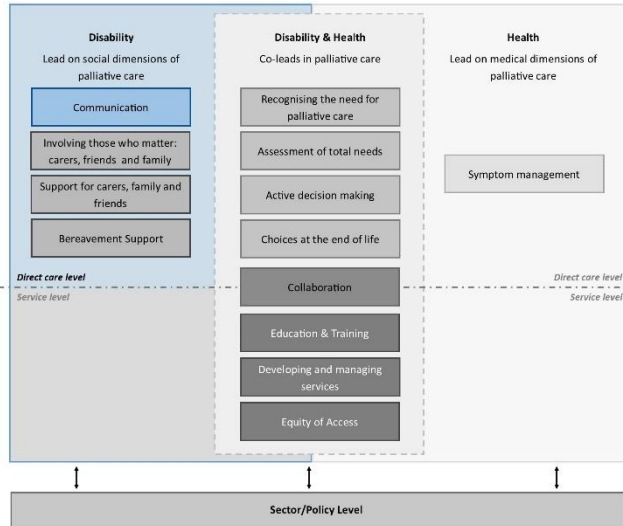 Disability
Lead on social dimensions of
palliative care
Communication
Involving those who matter:
carers, friends and family
Support for carers, family and
friends
Bereavement Support
Direct care level
Service level
Disability & Health
Co-leads in palliative care
Recognising the need for
palliative care
Assessment of total needs
Active decision making
Choices at the end of life
Collaboration
Education & Training
Developing and managing
services
Equity of Access
Health
Lead on medical dimensions of
palliative care
Symptom management
Direct care level
Service level
Sector/Policy Level